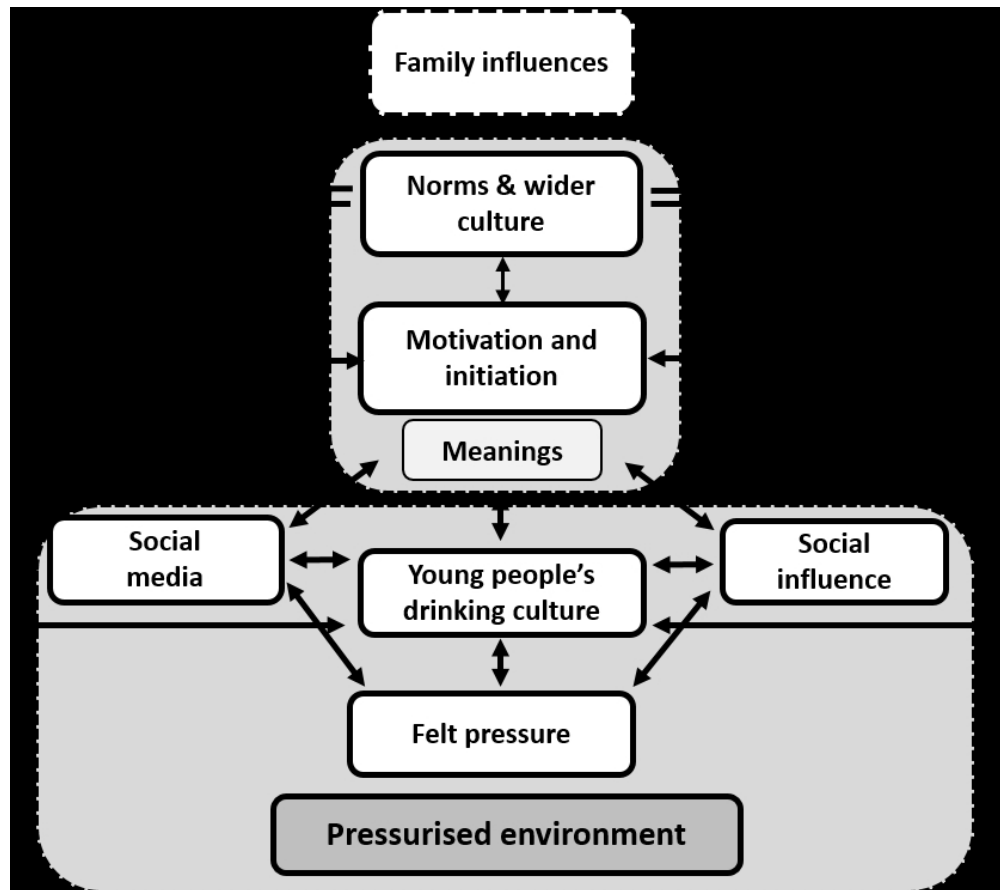 Family influences
Norms & wider
culture
Motivation and
initiation
Meanings
Social
media
Young people’s
drinking culture
Social
influence
Felt pressure
Pressurised environment